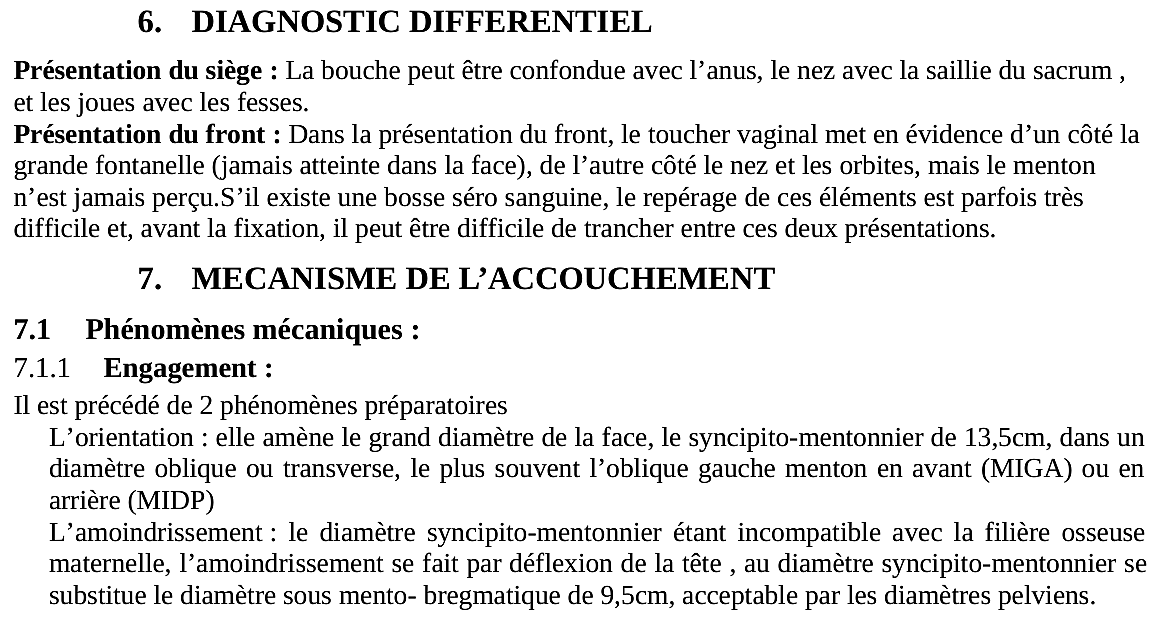 6. DIAGNOSTIC DIFFERENTIEL
Présentation du siège : La bouche peut être confondue avec l’anus, le nez avec la saillie du sacrum ,
et les joues avec les fesses.
Présentation du front : Dans la présentation du front, le toucher vaginal met en évidence d’un côté la
grande fontanelle (jamais atteinte dans la face), de l’autre côté le nez et les orbites, mais le menton
n’est jamais perçu.S’il existe une bosse séro sanguine, le repérage de ces éléments est parfois très
difficile et, avant la fixation, il peut être difficile de trancher entre ces deux présentations.
7. MECANISME DE L’ACCOUCHEMENT
7.1 Phénomènes mécaniques :
7.1.1 Engagement :
Il est précédé de 2 phénomènes préparatoires
L’orientation : elle amène le grand diamètre de la face, le syncipito-mentonnier de 13,5cm, dans un
diamètre oblique ou transverse, le plus souvent l’oblique gauche menton en avant (MIGA) ou en
arrière (MIDP)
L’amoindrissement : le diamètre syncipito-mentonnier étant incompatible avec la filière osseuse
maternelle, l’amoindrissement se fait par déflexion de la tête , au diamètre syncipito-mentonnier se
substitue le diamètre sous mento- bregmatique de 9,5cm, acceptable par les diamètres pelviens.